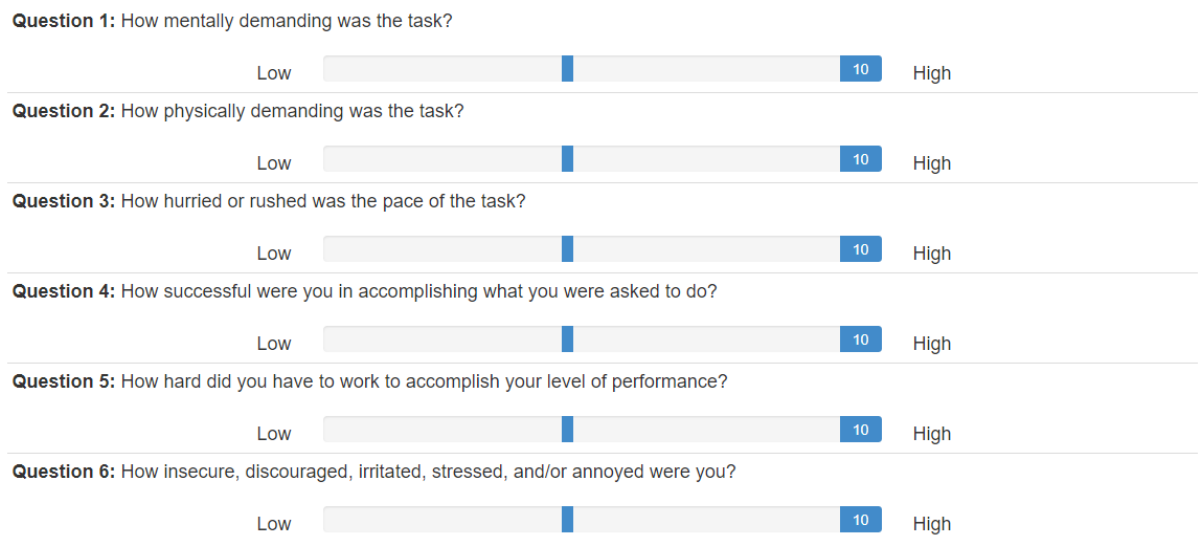 Question 1: How mentally demanding was the task?
Low 10 High
Question 2: How physically demanding was the task?
Low 10 High
Question 3: How hurried or rushed was the pace of the task?
Low 10 High
Question 4: How successful were you in accomplishing what you were asked to do?
Low 10 High
Question 5: How hard did you have to work to accomplish your level of performance?
Low 10 High
Question 6: How insecure, discouraged, irritated, stressed, and/or annoyed were you?
Low 10 High